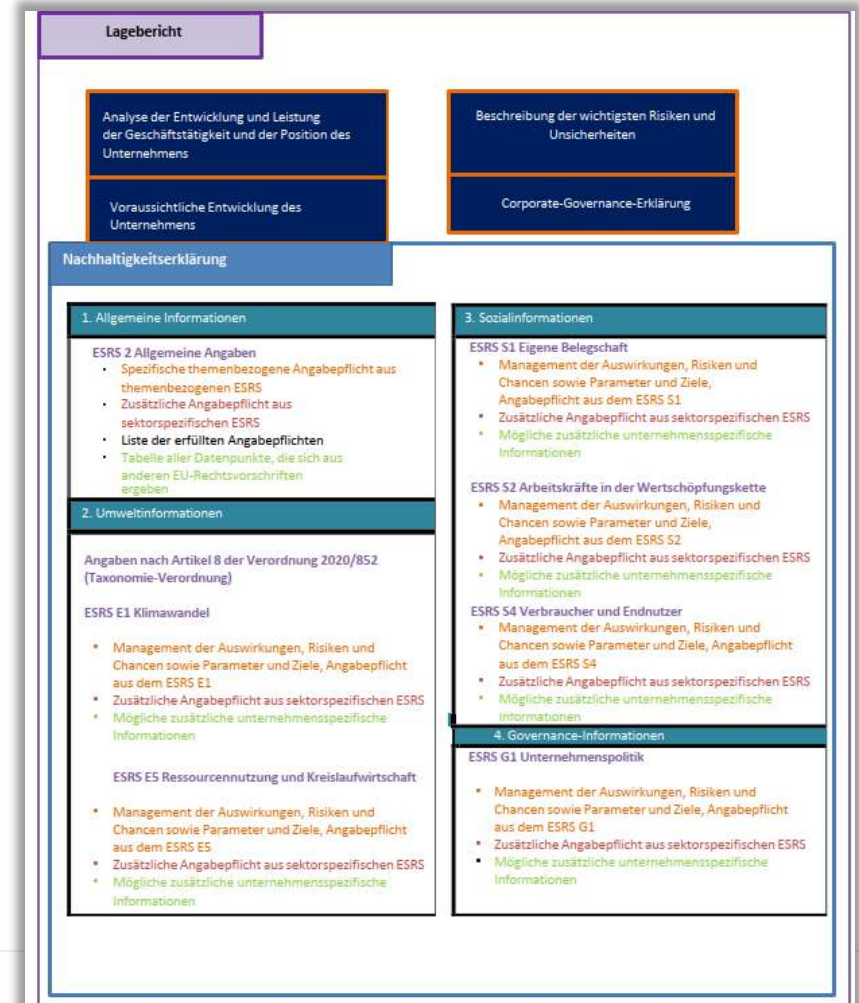 Lagebericht
Analyse der Entwicklung und Leistung
der Geschäftstätigkeit und der Position des
Unternehmens
Beschreibung der wichtigsten Risiken und
Unsicherheiten
Voraussichtliche Entwicklung des
Unternehmens
Corporate-Governance-Erklärung
Nachhaltigkeitserklärung
1. Allgemeine Informationen
ESRS 2 Allgemeine Angaben
• Spezifische themenbezogene Angabepflicht aus
themenbezogenen ESRS
• Zusätzliche Angabepflicht aus
sektorspezifischen ESRS
• Liste der erfüllten Angabepflichten
• Tabelle aller Datenpunkte, die sich aus
anderen EU-Rechtsvorschriften
ergeben
2. Umweltinformationen
Angaben nach Artikel 8 der Verordnung 2020/852
(Taxonomie-Verordnung)
ESRS E1 Klimawandel
• Management der Auswirkungen, Risiken und
Chancen sowie Parameter und Ziele, Angabepflicht
aus dem ESRS E1
• Zusätzliche Angabepflicht aus sektorspezifischen ESRS
• Mögliche zusätzliche unternehmensspezifische
Informationen
ESRS E5 Ressourcennutzung und Kreislaufwirtschaft
• Management der Auswirkungen, Risiken und
Chancen sowie Parameter und Ziele, Angabepflicht
aus dem ESRS E5
• Zusätzliche Angabepflicht aus sektorspezifischen ESRS
• Mögliche zusätzliche unternehmensspezifische
Informationen
3. Sozialinformationen
ESRS S1 Eigene Belegschaft
• Management der Auswirkungen, Risiken und
Chancen sowie Parameter und Ziele,
Angabepflicht aus dem ESRS S1
• Zusätzliche Angabepflicht aus sektorspezifischen ESRS
• Mögliche zusätzliche unternehmensspezifische
Informationen
ESRS S2 Arbeitskräfte in der Wertschöpfungskette
• Management der Auswirkungen, Risiken und
Chancen sowie Parameter und Ziele,
Angabepflicht aus dem ESRS S2
• Zusätzliche Angabepflicht aus sektorspezifischen ESRS
• Mögliche zusätzliche unternehmensspezifische
Informationen
ESRS S4 Verbraucher und Endnutzer
• Management der Auswirkungen, Risiken und
Chancen sowie Parameter und Ziele, Angabepflicht
aus dem ESRS S4
• Zusätzliche Angabepflicht aus sektorspezifischen ESRS
• Mögliche zusätzliche unternehmensspezifische
Informationen
4. Governance-Informationen
ESRS G1 Unternehmenspolitik
• Management der Auswirkungen, Risiken und
Chancen sowie Parameter und Ziele, Angabepflicht
aus dem ESRS G1
• Zusätzliche Angabepflicht aus sektorspezifischen ESRS
• Mögliche zusätzliche unternehmensspezifische
Informationen